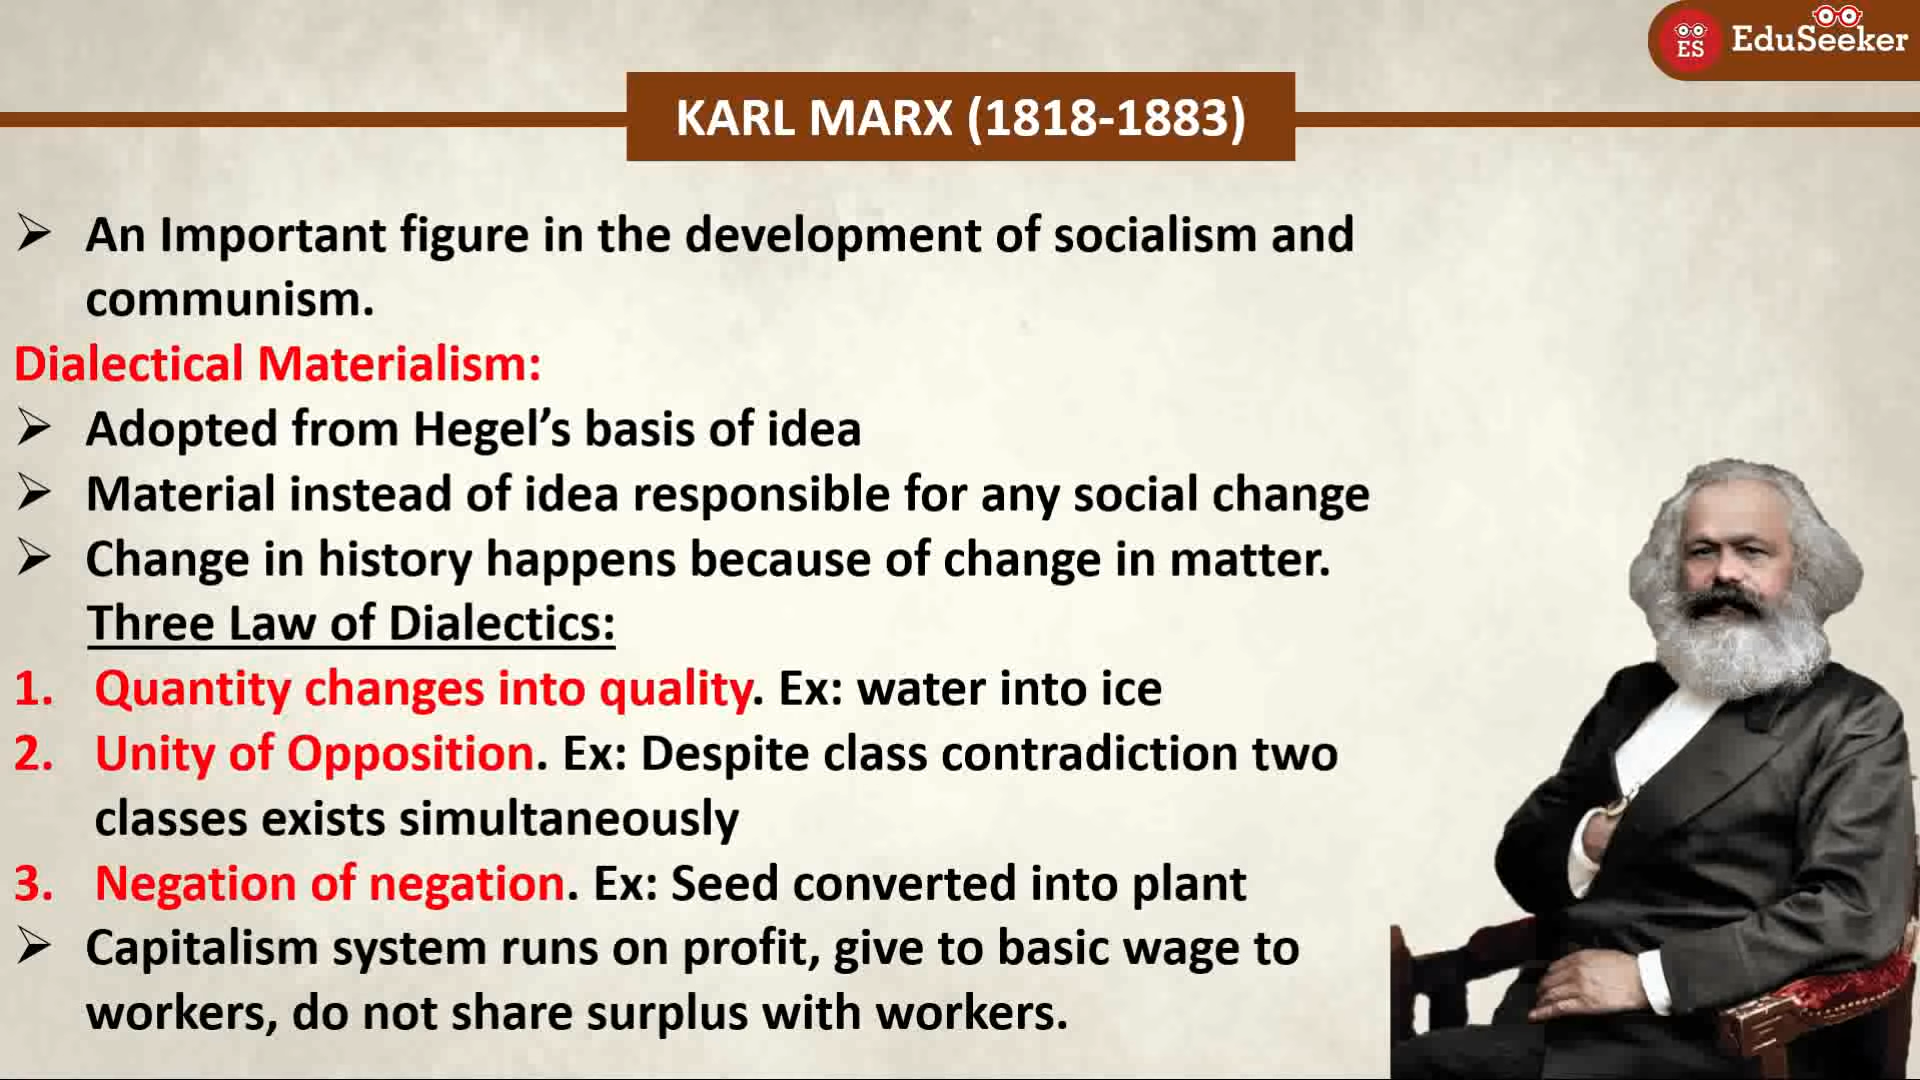 ES EduSeeker
KARL MARX (1818-1883)
➢ An Important figure in the development of socialism and
communism.
Dialectical Materialism:
➢ Adopted from Hegel’s basis of idea
➢ Material instead of idea responsible for any social change
➢ Change in history happens because of change in matter.
Three Law of Dialectics:
1. Quantity changes into quality. Ex: water into ice
2. Unity of Opposition. Ex: Despite class contradiction two
classes exists simultaneously
3. Negation of negation. Ex: Seed converted into plant
➢ Capitalism system runs on profit, give to basic wage to
workers, do not share surplus with workers.